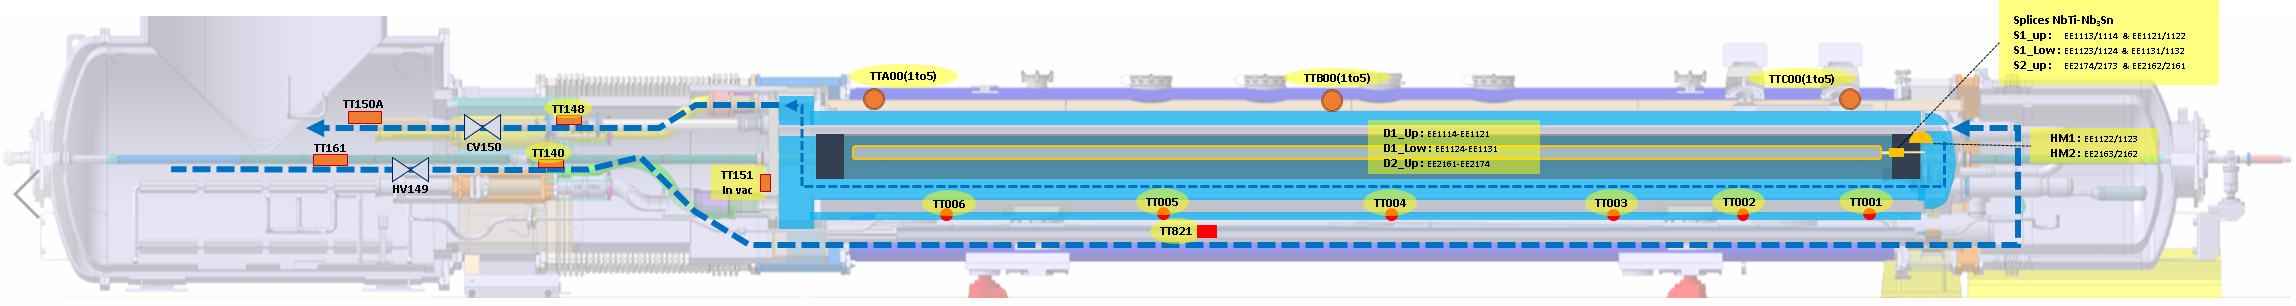 Splices NbTi-Nb₃Sn
S1_up: EE1113/1114 & EE1121/1122
S1_Low: EE1123/1124 & EE1131/1132
S2_up: EE2174/2173 & EE2162/2161
TTA00(1to5)
TTB00(1to5)
TTC00(1to5)
TT150A
TT148
CV150
TT161
TT140
HV149
TT151
In vac
D1_Up: EE1114-EE1121
D1_Low: EE1124-EE1131
D2_Up: EE2161-EE2174
HM1: EE1122/1123
HM2: EE2163/2162
TT006
TT005
TT004
TT003
TT002
TT001
TT821